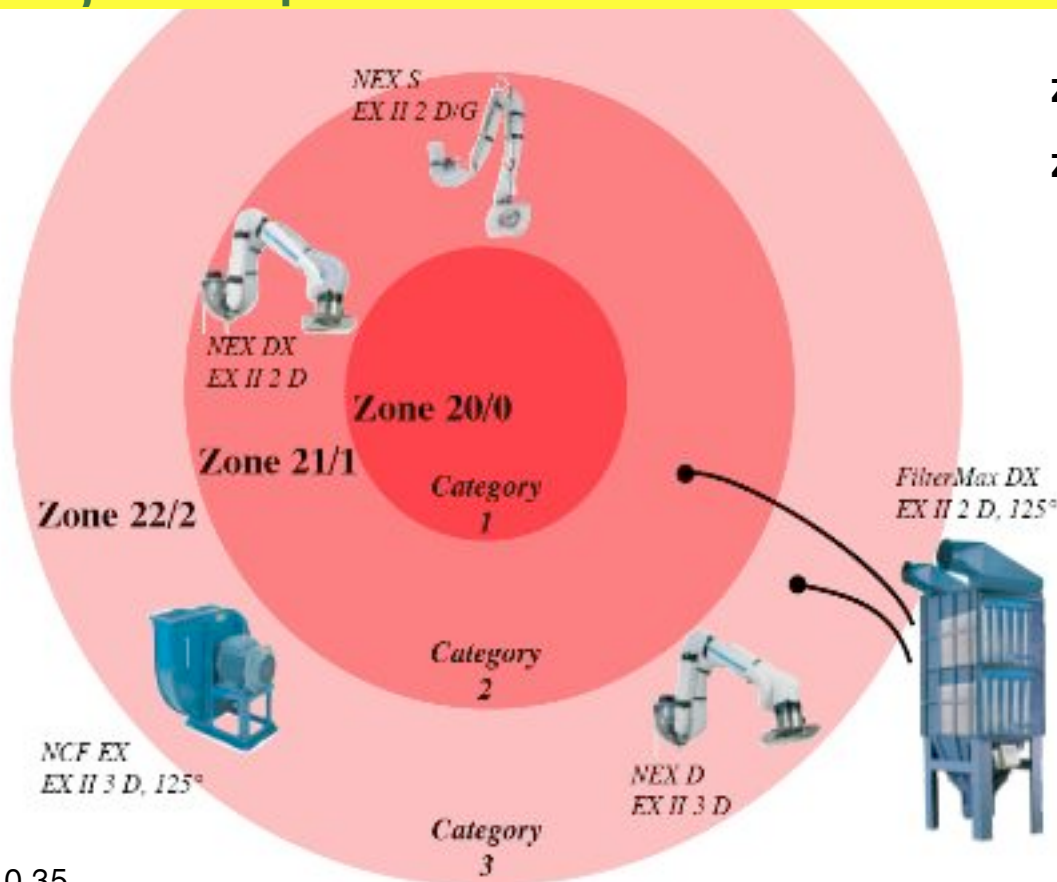 NEX S
EX II 2 D/G
NEX DX
EX II 2 D
Zone 20/0
Zone 21/1
Zone 22/2
Category
1
FilterMax DX
EX II 2 D, 125°
Category
2
NCF EX
EX II 3 D, 125°
NEX D
EX II 3 D
Category
3
0 35